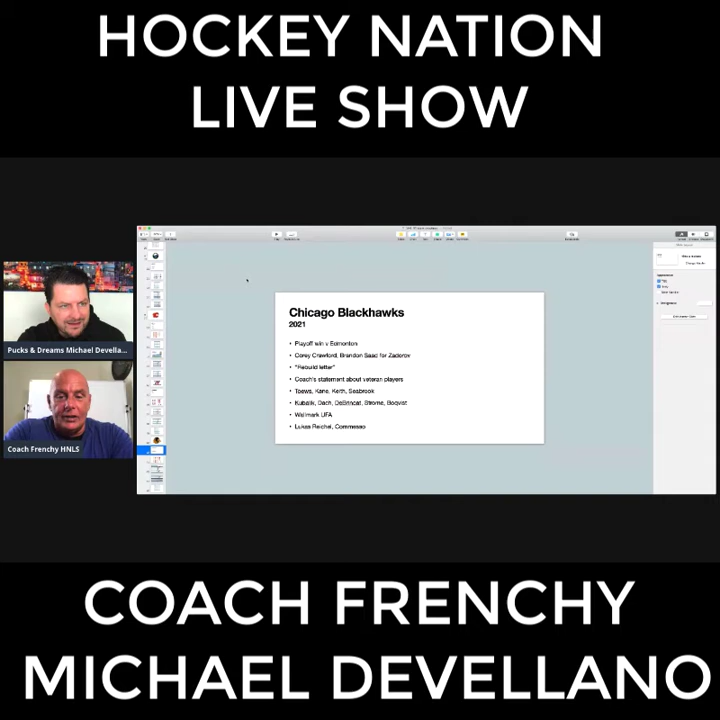 HOCKEY NATION
LIVE SHOW
Pucks & Dreams Michael Devella...
Coach Frenchy HNLS
Chicago Blackhawks
2021
• Playoff win v Edmonton
• Corey Crawford, Brandon Saad for Zadorov
• "Rebuild letter"
• Coach's statement about veteran players
• Toews, Kane, Keith, Seabrook
• Kubalik, Dach, DeBrincat, Strome, Boqvist
• Wallmark UFA
• Lukas Reichel, Commesso
COACH FRENCHY
MICHAEL DEVELLANO